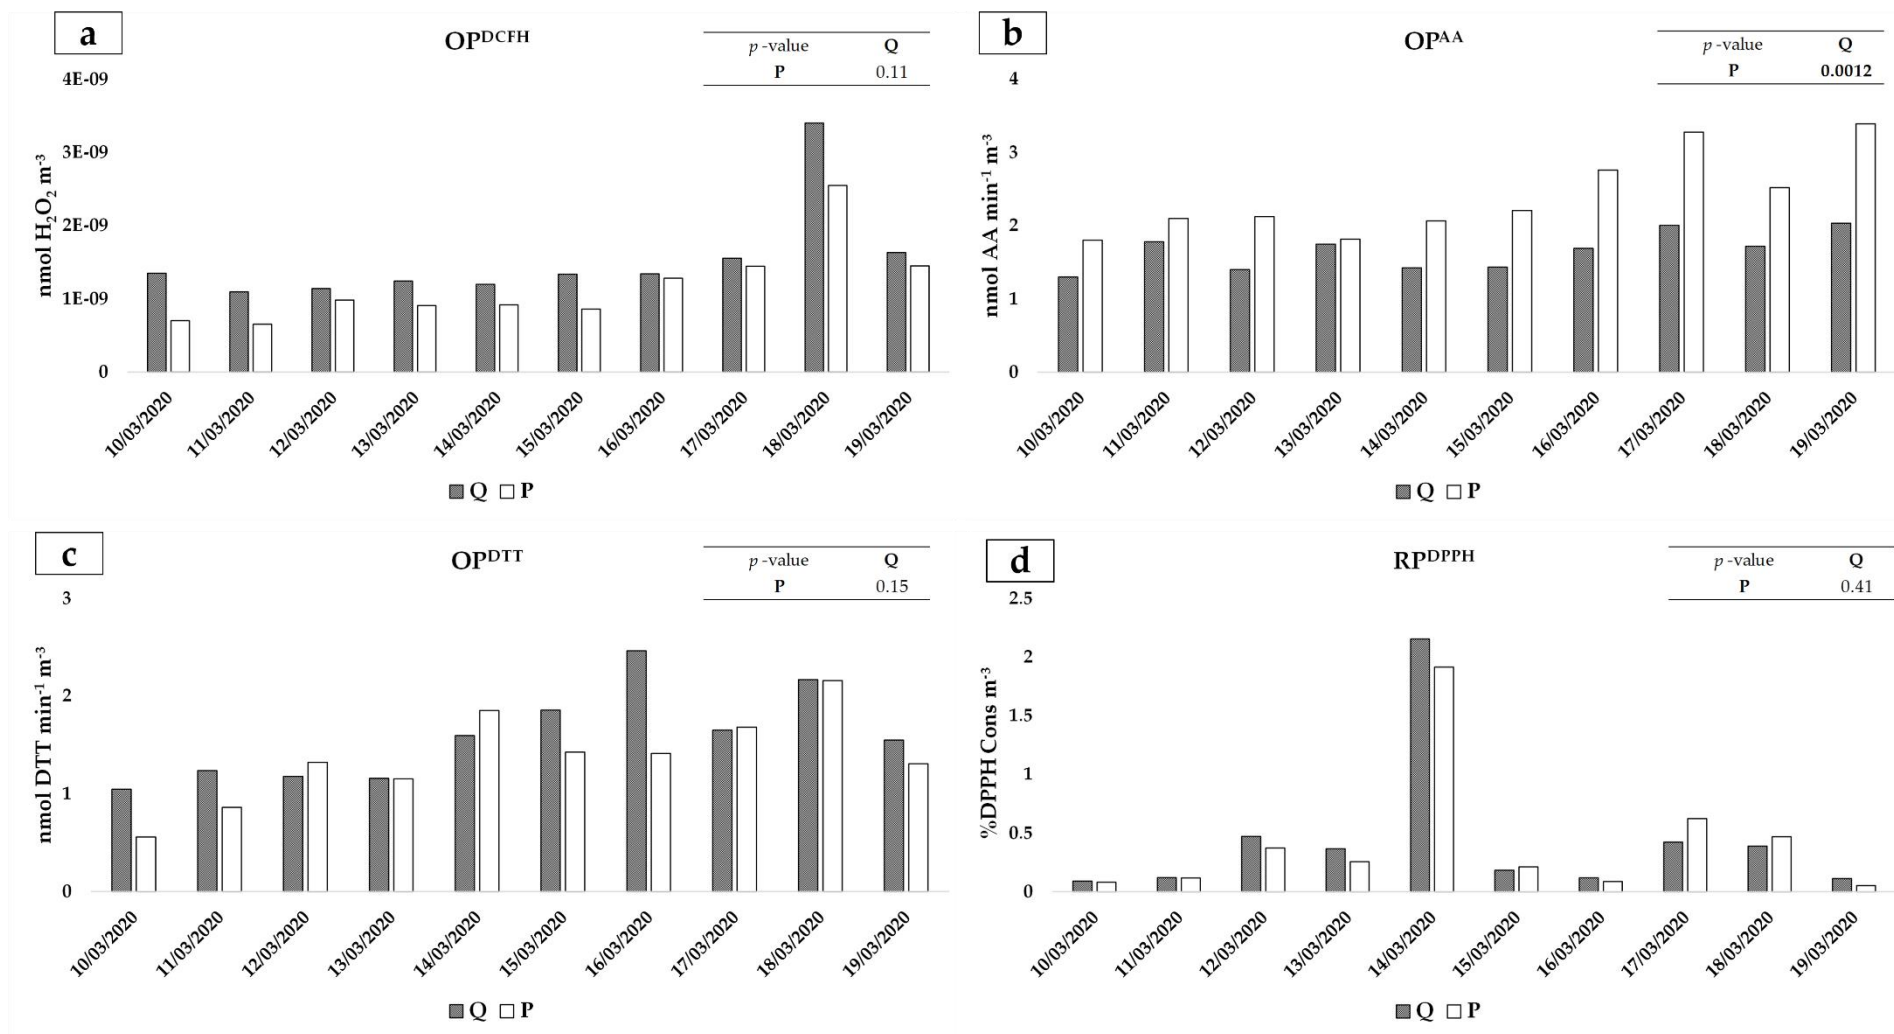 a
OP^DCFH
p -value Q
P 0.11
4E-09
3E-09
2E-09
1E-09
0
nmol H₂O₂ m⁻³
10/03/2020
11/03/2020
12/03/2020
13/03/2020
14/03/2020
15/03/2020
16/03/2020
17/03/2020
18/03/2020
19/03/2020
Q P
b
OP^AA
p -value Q
P 0.0012
4
3
2
1
0
nmol AA min⁻¹ m⁻³
10/03/2020
11/03/2020
12/03/2020
13/03/2020
14/03/2020
15/03/2020
16/03/2020
17/03/2020
18/03/2020
19/03/2020
Q P
c
OP^DTT
p -value Q
P 0.15
3
2
1
0
nmol DTT min⁻¹ m⁻³
10/03/2020
11/03/2020
12/03/2020
13/03/2020
14/03/2020
15/03/2020
16/03/2020
17/03/2020
18/03/2020
19/03/2020
Q P
d
RP^DPPH
p -value Q
P 0.41
2.5
2
1.5
1
0.5
0
%DPPH Cons m⁻³
10/03/2020
11/03/2020
12/03/2020
13/03/2020
14/03/2020
15/03/2020
16/03/2020
17/03/2020
18/03/2020
19/03/2020
Q P